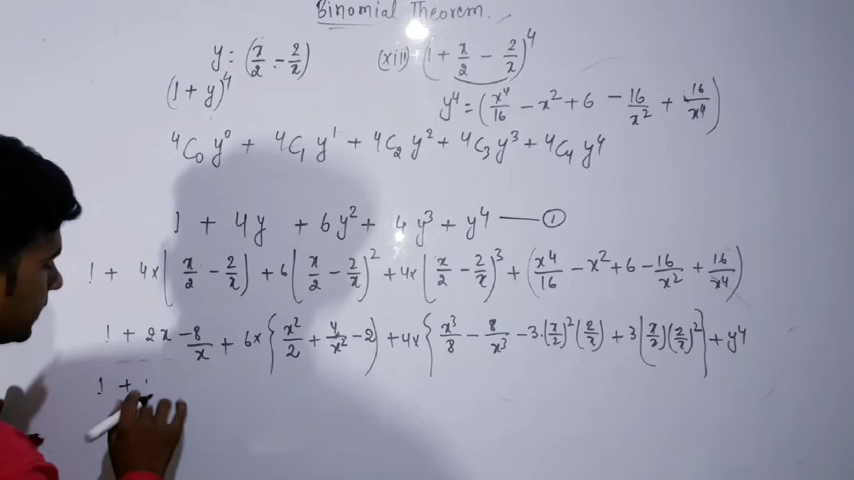 Binomial Theorem.
y = (x/2 - 2/x)
(xiii) (1 + x/2 - 2/x)^4
(1 + y)^4
y^4 = (x^4/16 - x^2 + 6 - 16/x^2 + 16/x^4)
4C0 y^0 + 4C1 y^1 + 4C2 y^2 + 4C3 y^3 + 4C4 y^4
1 + 4y + 6y^2 + 4y^3 + y^4 —— ①
1 + 4x(x/2 - 2/x) + 6(x/2 - 2/x)^2 + 4x(x/2 - 2/x)^3 + (x^4/16 - x^2 + 6 - 16/x^2 + 16/x^4)
1 + 2x - 8/x + 6x{x^2/2 + 4/x^2 - 2) + 4x{x^3/8 - 8/x^3 - 3·(x/2)^2(2/x) + 3(x/2)(2/x)^2} + y^4
1 +